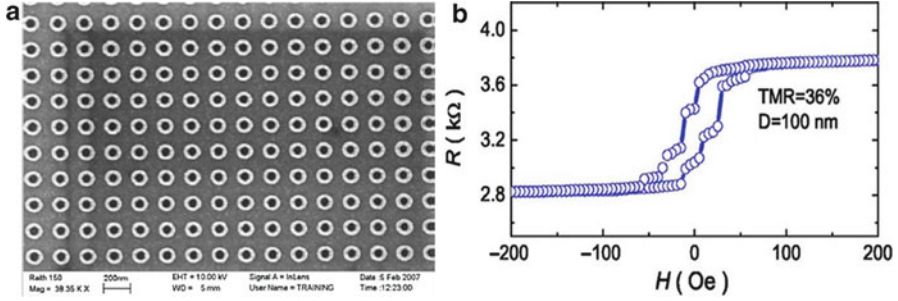 a
Raith 150 200nm EHT = 10.00 kV Signal A = InLens Date :5 Feb 2007
Mag = 38.35 K X WD = 5 mm User Name = TRAINING Time :12:23:00
b
4.0
3.6
3.2
2.8
R (kΩ)
TMR=36%
D=100 nm
−200 −100 0 100 200
H (Oe)